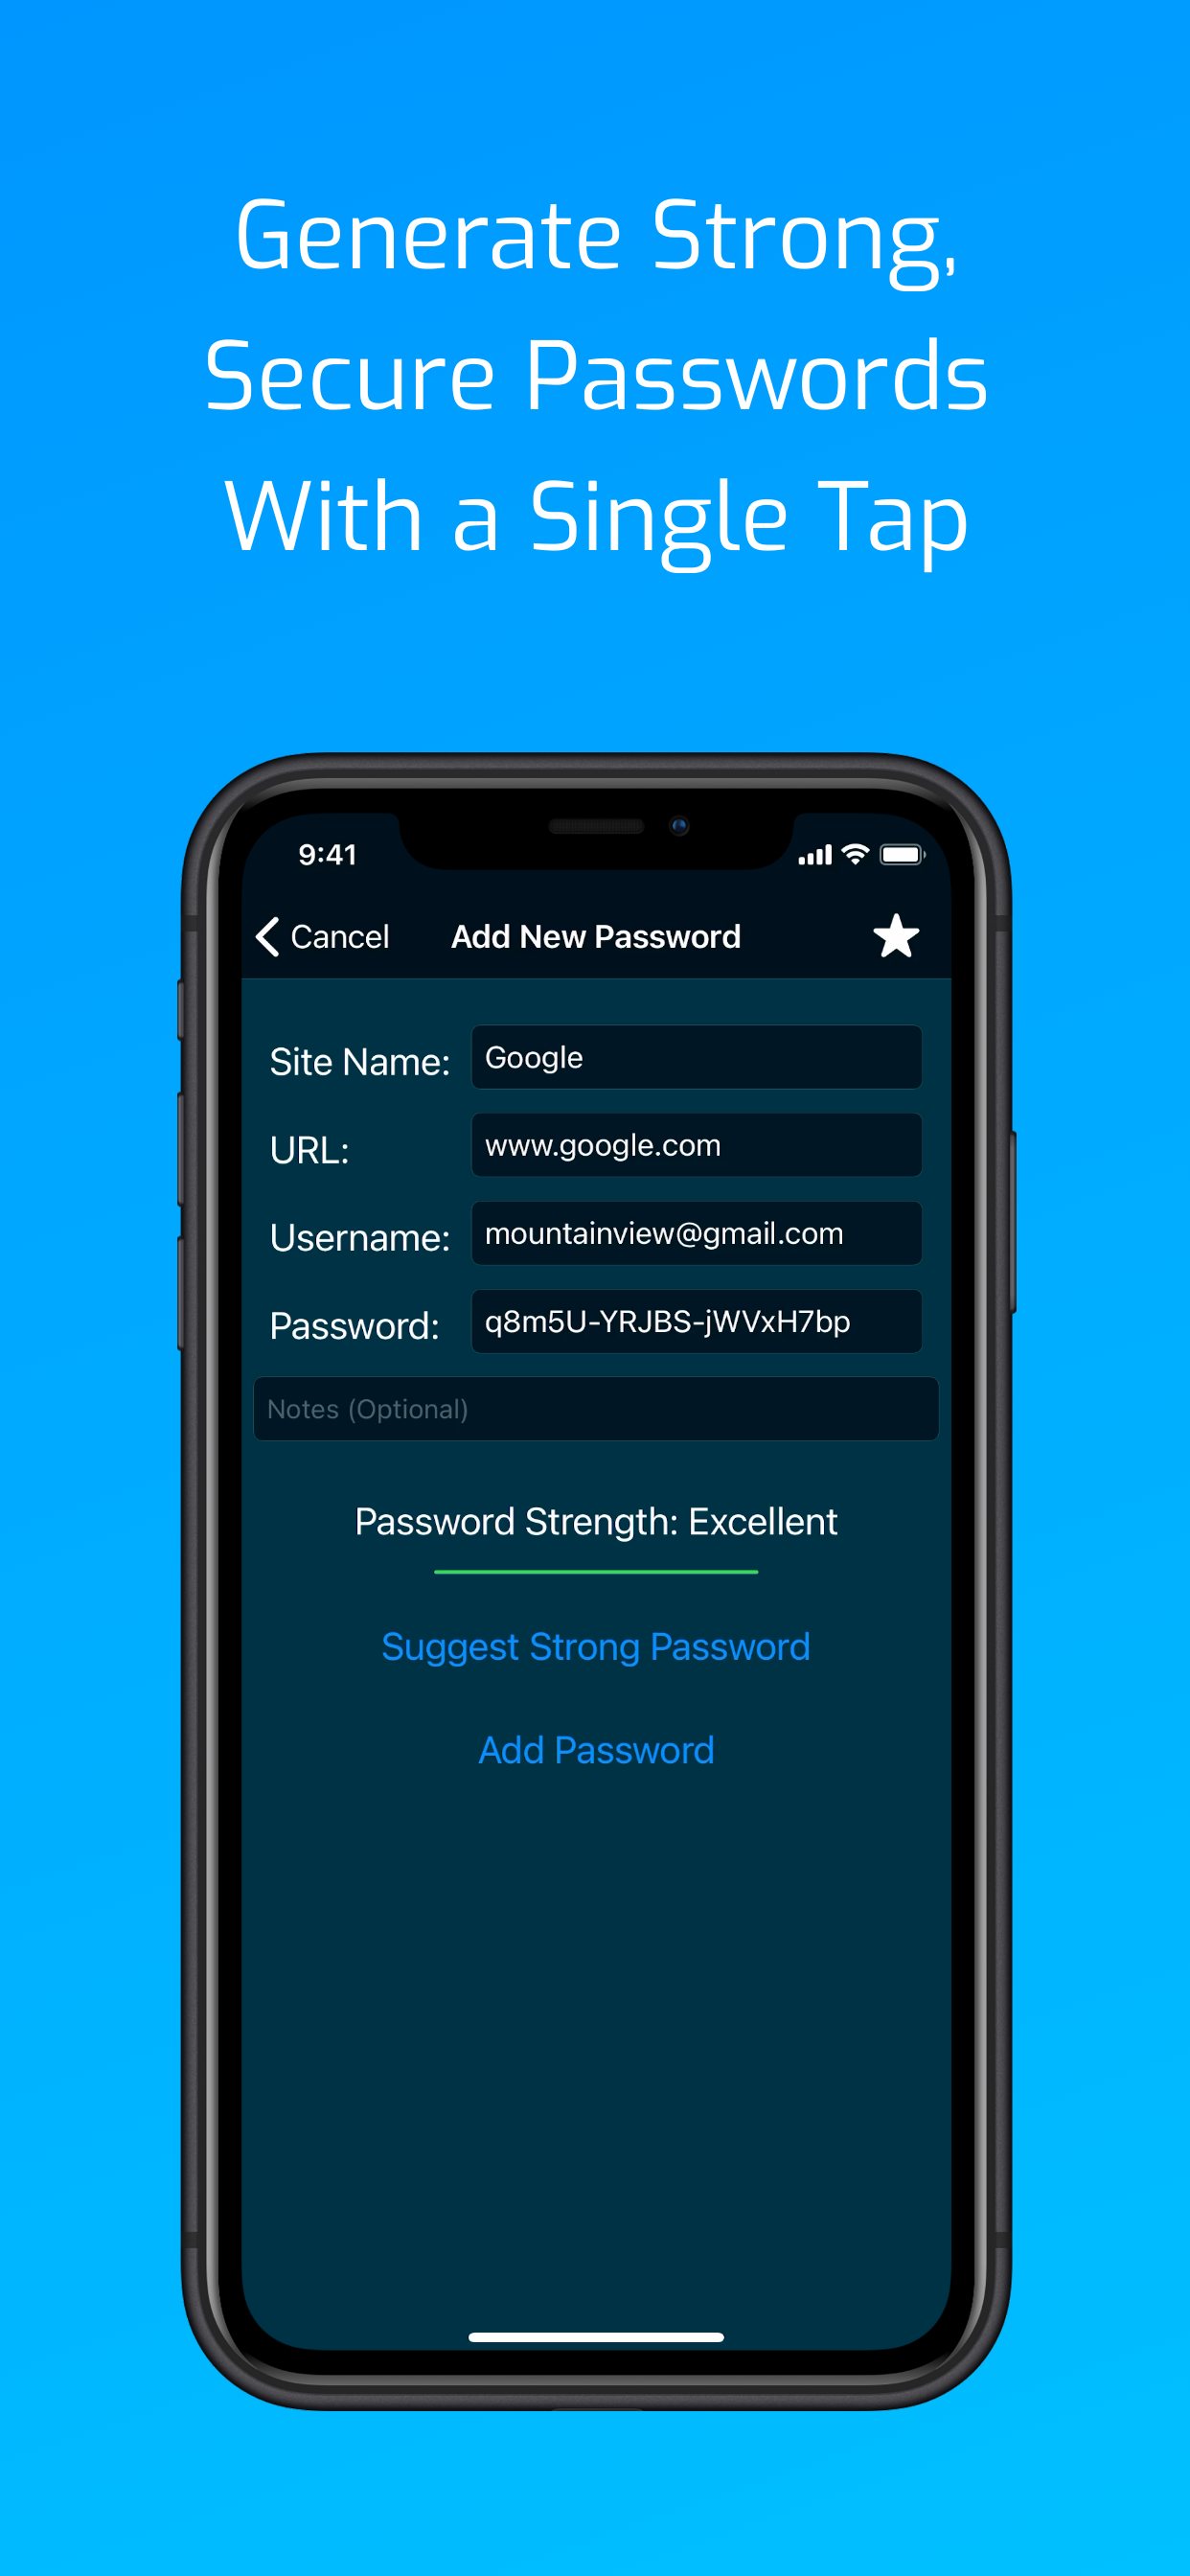 Generate Strong,
Secure Passwords
With a Single Tap
9:41
Cancel Add New Password
Site Name: Google
URL: www.google.com
Username: mountainview@gmail.com
Password: q8m5U-YRJBS-jWVxH7bp
Notes (Optional)
Password Strength: Excellent
Suggest Strong Password
Add Password